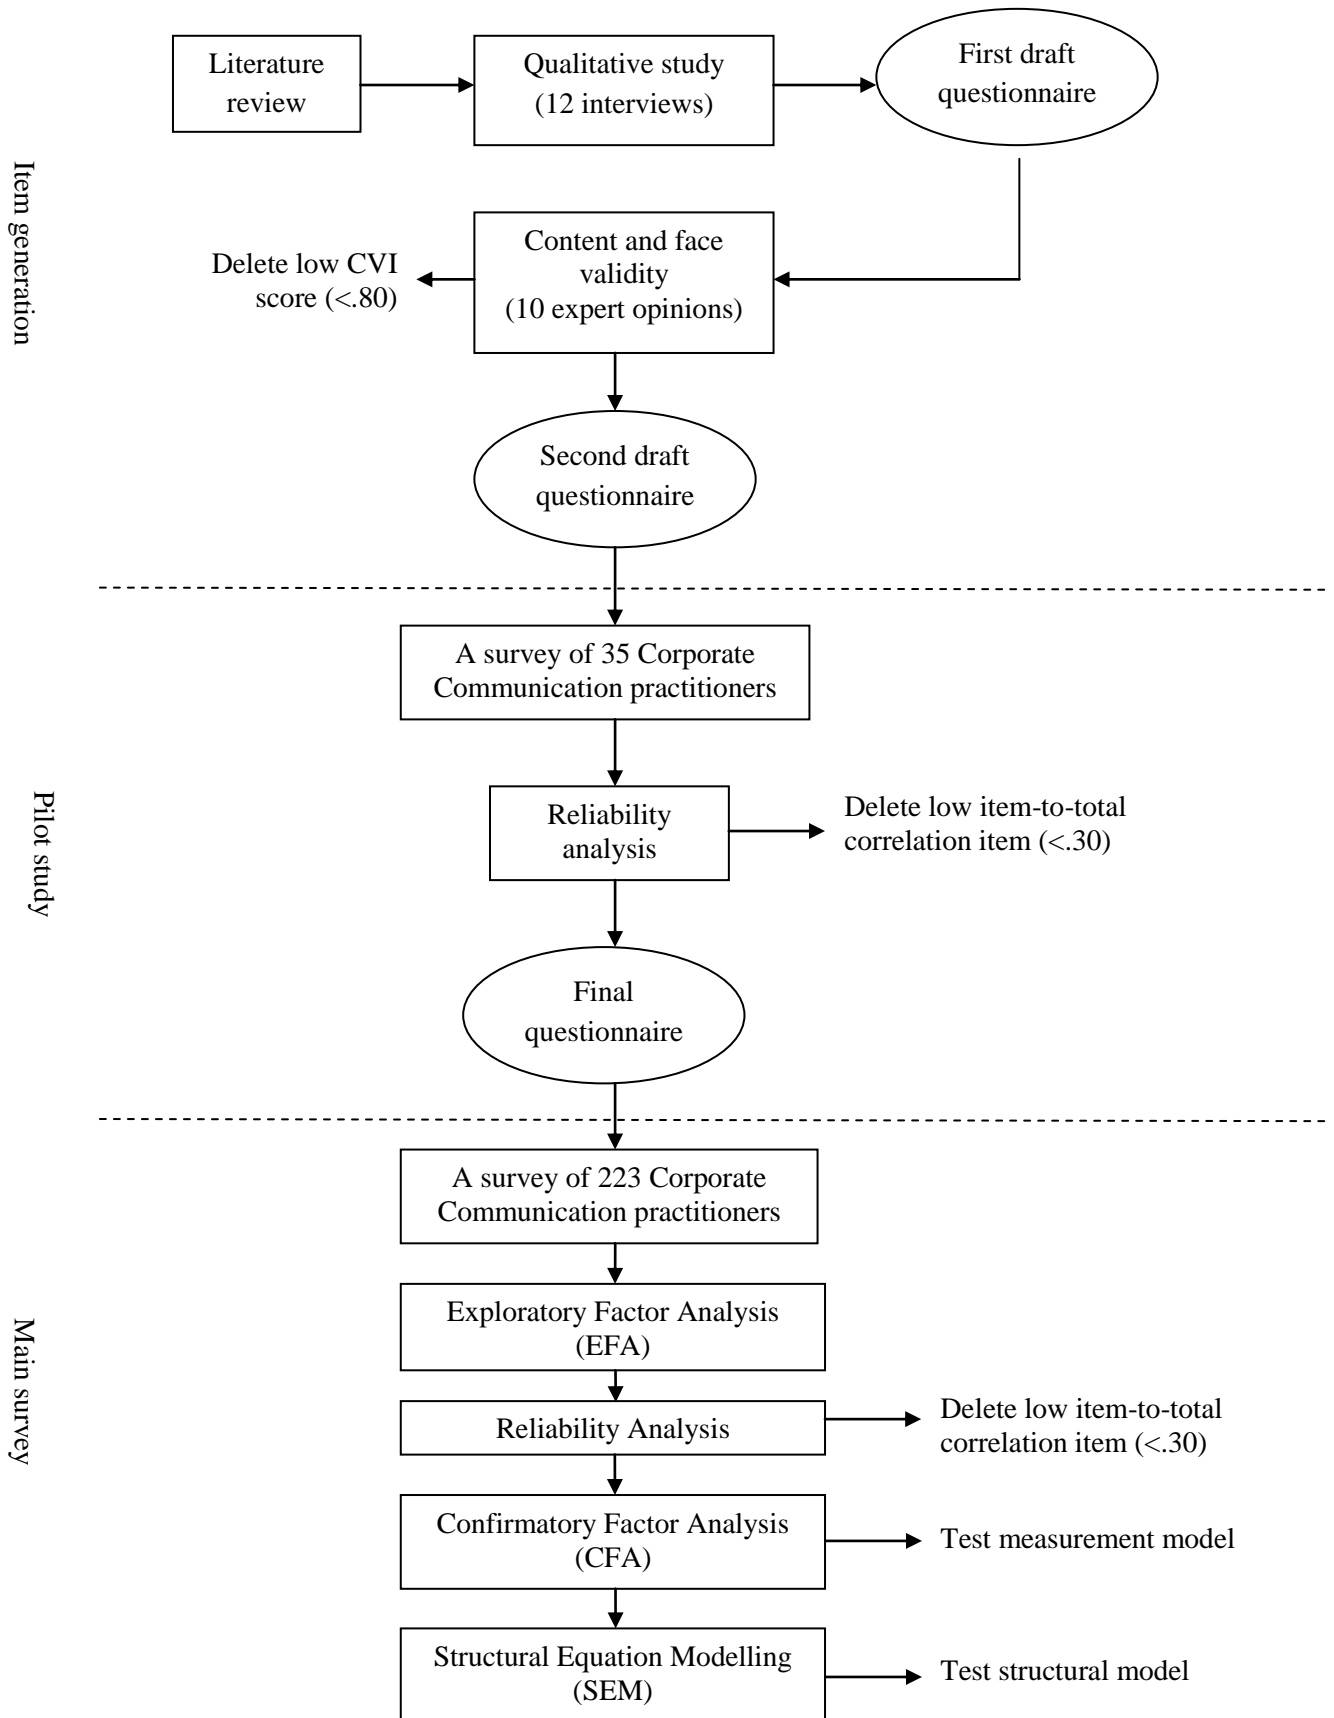 Literature
review
Qualitative study
(12 interviews)
First draft
questionnaire
Item generation
Content and face
validity
(10 expert opinions)
Delete low CVI
score (<.80)
Second draft
questionnaire
A survey of 35 Corporate
Communication practitioners
Pilot study
Reliability
analysis
Delete low item-to-total
correlation item (<.30)
Final
questionnaire
A survey of 223 Corporate
Communication practitioners
Main survey
Exploratory Factor Analysis
(EFA)
Reliability Analysis
Delete low item-to-total
correlation item (<.30)
Confirmatory Factor Analysis
(CFA)
Test measurement model
Structural Equation Modelling
(SEM)
Test structural model